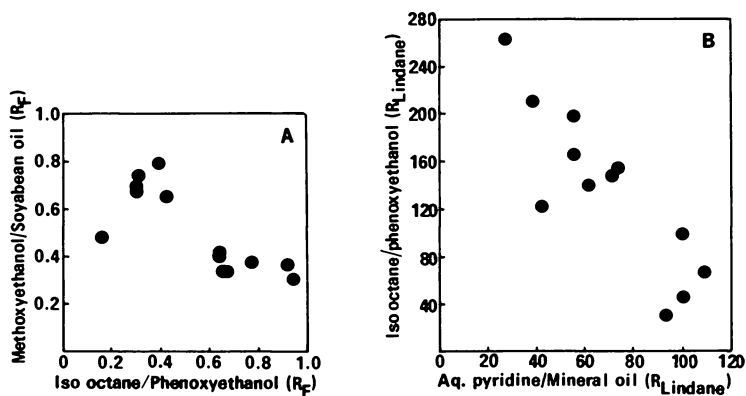 A
Methoxyethanol/Soyabean oil (RF)
1.0
0.8
0.6
0.4
0.2
0 0.2 0.4 0.6 0.8 1.0
Iso octane/Phenoxyethanol (RF)
B
Iso octane/phenoxyethanol (RLindane)
280
240
200
160
120
80
40
0 20 40 60 80 100 120
Aq. pyridine/Mineral oil (RLindane)